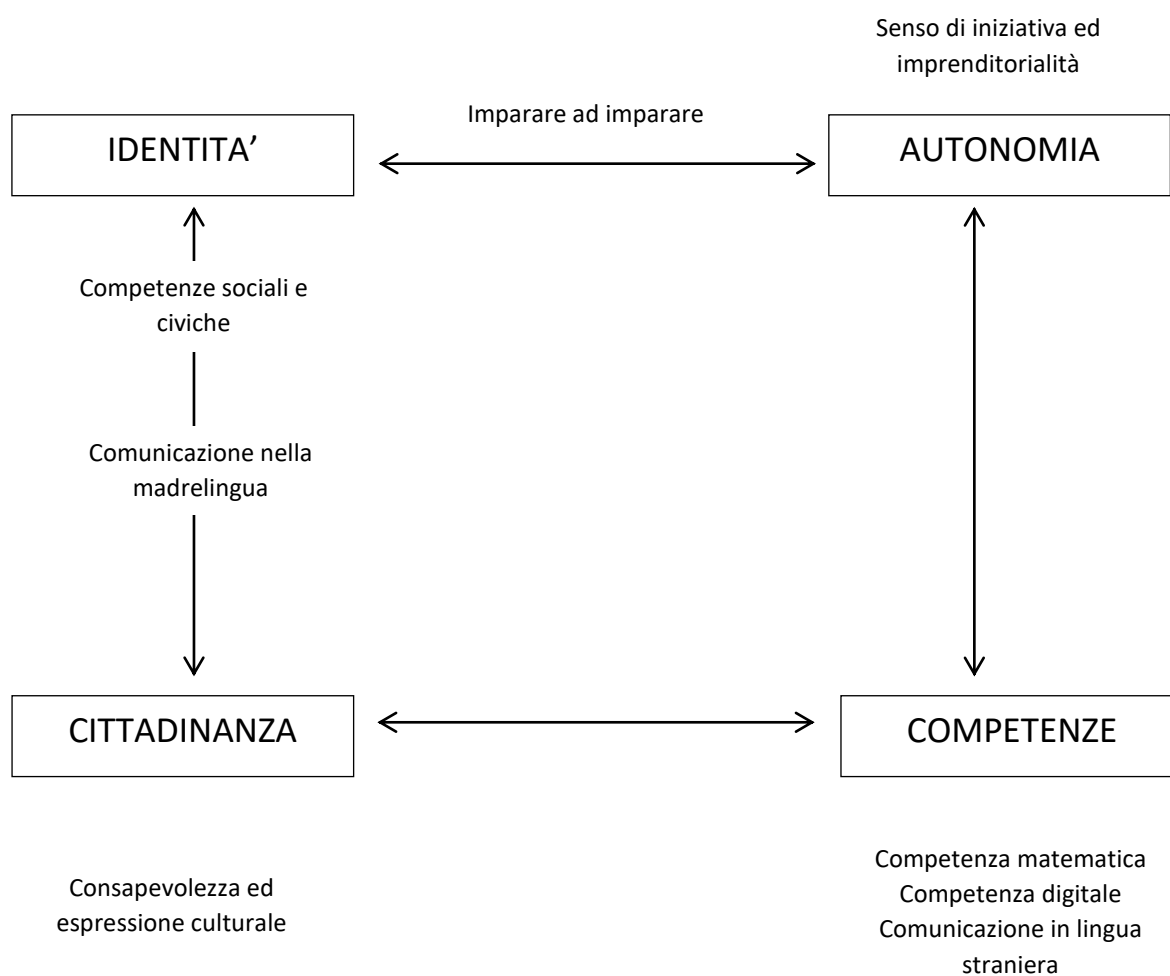 Senso di iniziativa ed
imprenditorialità
Imparare ad imparare
IDENTITA’
AUTONOMIA
Competenze sociali e
civiche
Comunicazione nella
madrelingua
CITTADINANZA
COMPETENZE
Consapevolezza ed
espressione culturale
Competenza matematica
Competenza digitale
Comunicazione in lingua
straniera